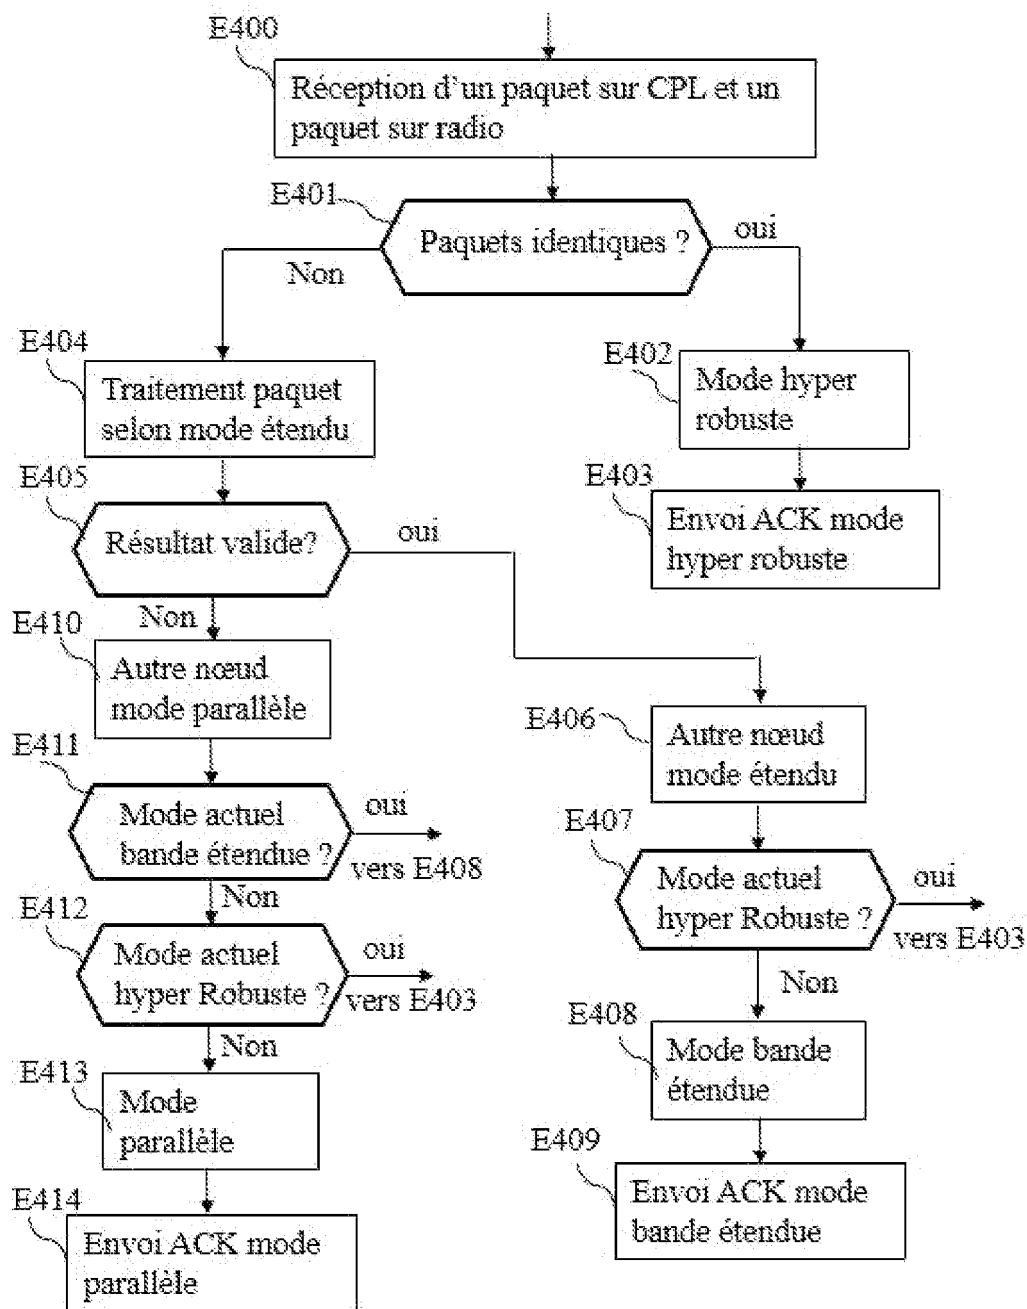 E400
Réception d'un paquet sur CPL et un
paquet sur radio
E401
Paquets identiques ?
oui
Non
E404
Traitement paquet
selon mode étendu
E402
Mode hyper
robuste
E403
Envoi ACK mode
hyper robuste
E405
Résultat valide?
oui
Non
E410
Autre nœud
mode parallèle
E406
Autre nœud
mode étendu
E411
Mode actuel
bande étendue ?
oui
vers E408
Non
E407
Mode actuel
hyper Robuste ?
oui
vers E403
Non
E412
Mode actuel
hyper Robuste ?
oui
vers E403
Non
E408
Mode bande
étendue
E413
Mode
parallèle
E409
Envoi ACK mode
bande étendue
E414
Envoi ACK mode
parallèle